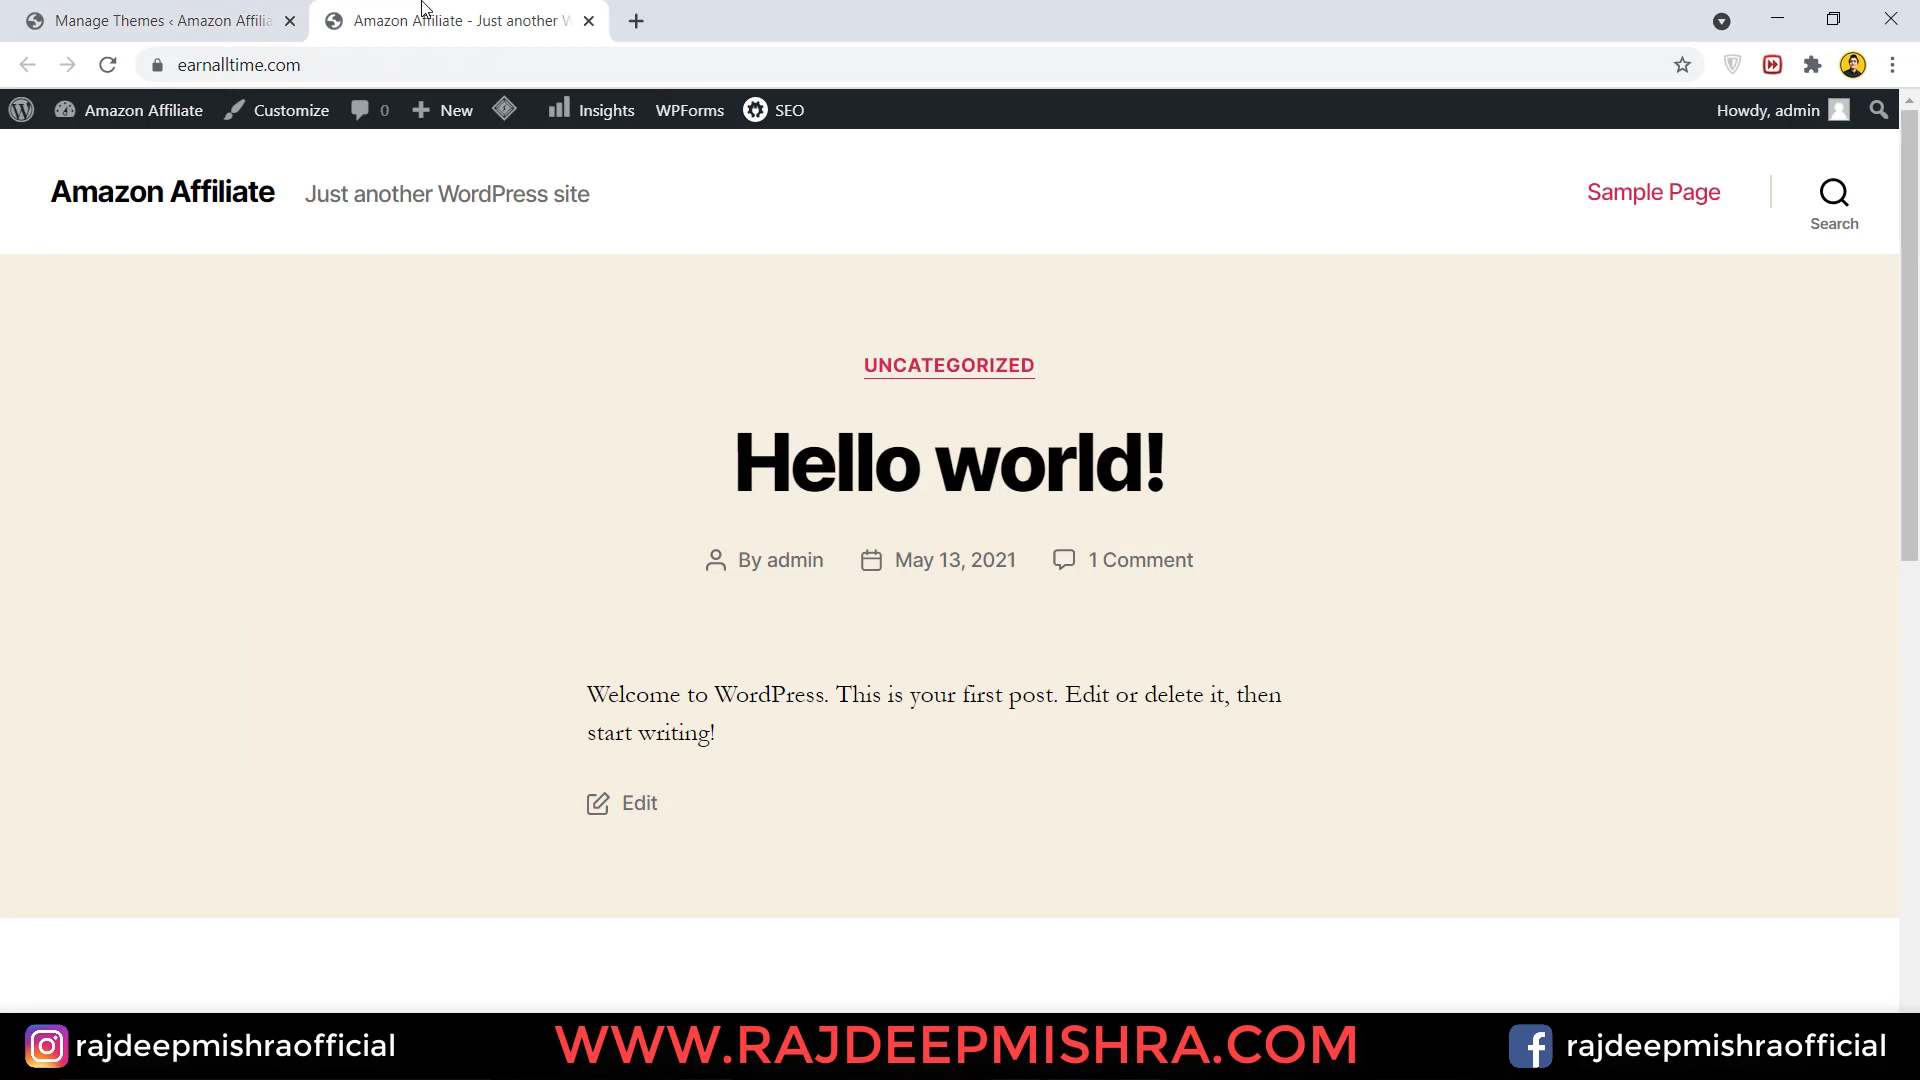 Manage Themes ‹ Amazon Affilia
Amazon Affiliate - Just another W
earnalltime.com
Amazon Affiliate
Customize
0
New
Insights
WPForms
SEO
Howdy, admin
Amazon Affiliate
Just another WordPress site
Sample Page
Search
UNCATEGORIZED
Hello world!
By admin
May 13, 2021
1 Comment
Welcome to WordPress. This is your first post. Edit or delete it, then
start writing!
Edit
rajdeepmishraofficial
WWW.RAJDEEPMISHRA.COM
rajdeepmishraofficial